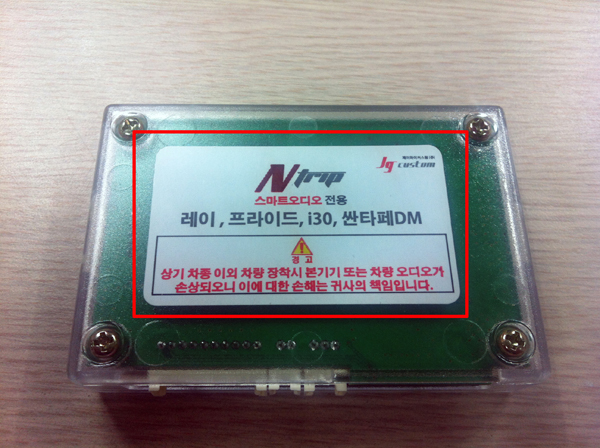 Ntrip
Jg custom
스마트오디오 전용
레이, 프라이드, i30, 싼타페DM
경고
상기 차종 이외 차량 장착시 본기기 또는 차량 오디오가
손상되오니 이에 대한 손해는 귀사의 책임입니다.